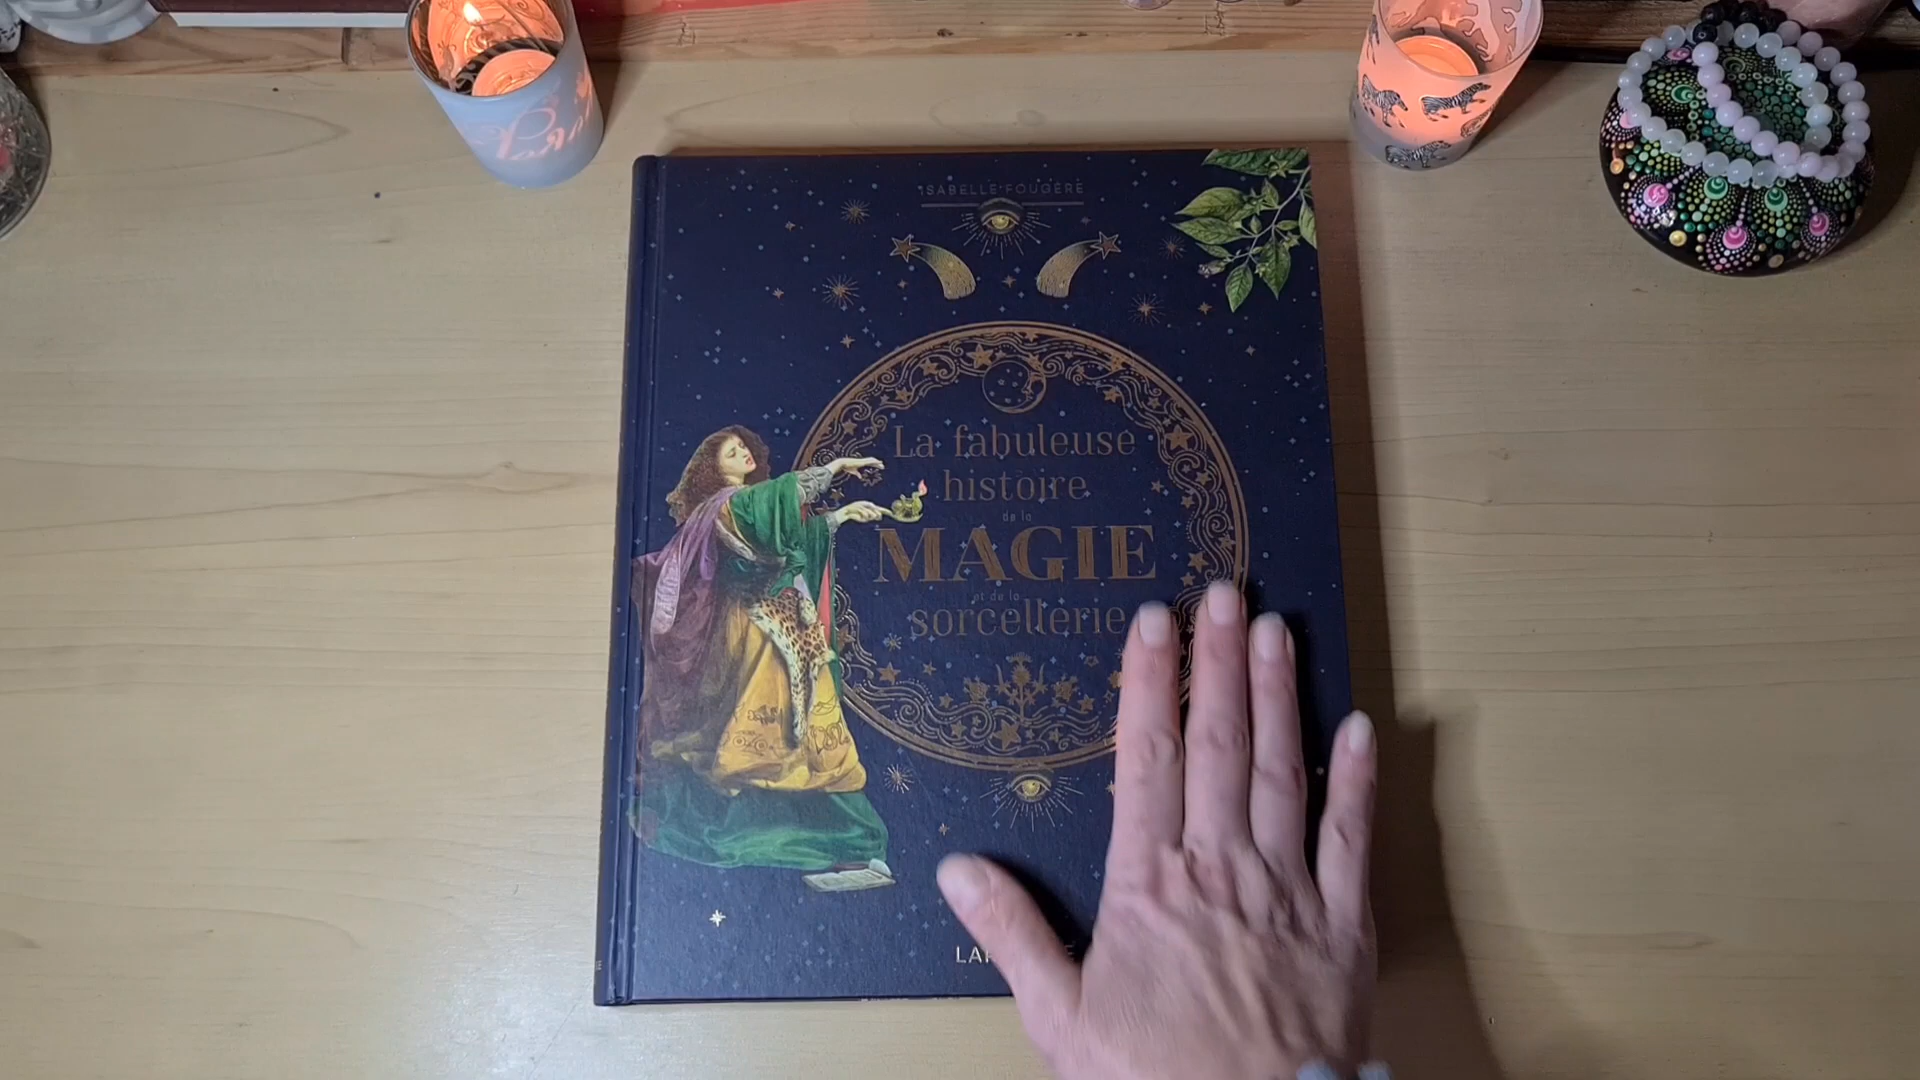 ISABELLE FOUGÈRE
La fabuleuse
histoire
de la
MAGIE
et de la
sorcellerie